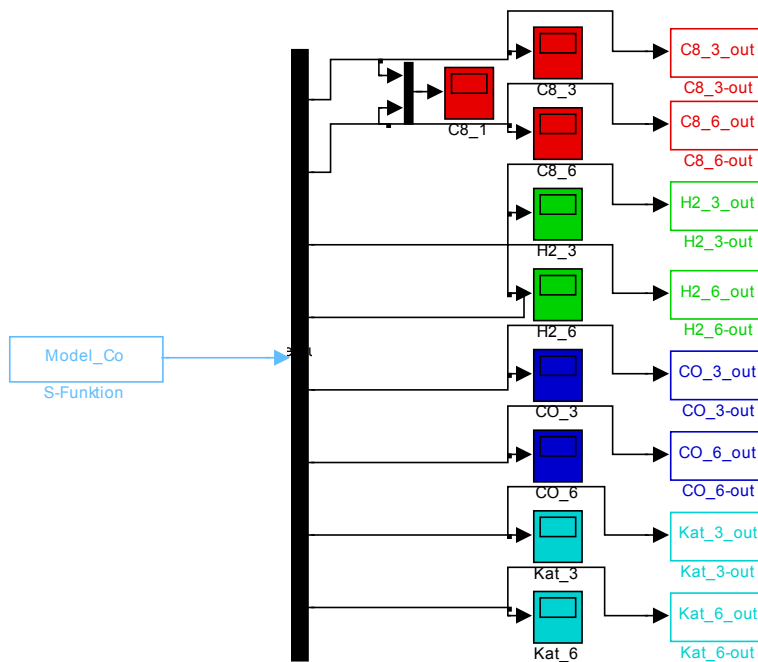 C8_3_out
C8_3
C8_3-out
C8_1
C8_6_out
C8_6
C8_6-out
H2_3_out
H2_3
H2_3-out
H2_6_out
H2_6
H2_6-out
Model_Co
S-Funktion
CO_3_out
CO_3
CO_3-out
CO_6_out
CO_6
CO_6-out
Kat_3_out
Kat_3
Kat_3-out
Kat_6_out
Kat_6
Kat_6-out